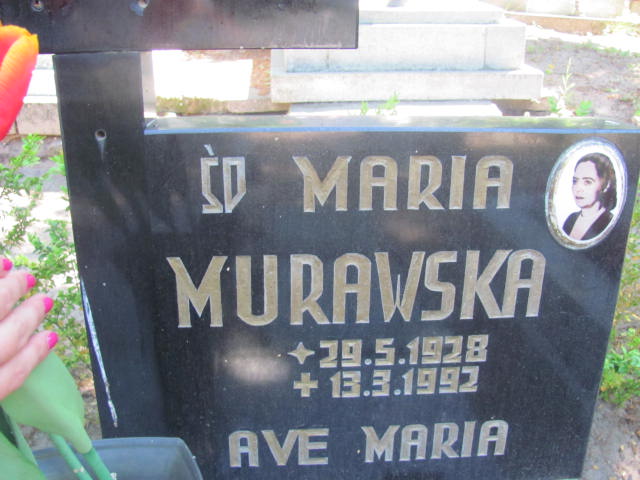 ŚP MARIA
MURAWSKA
✦ 29.5.1928
✝ 13.3.1992
AVE MARIA